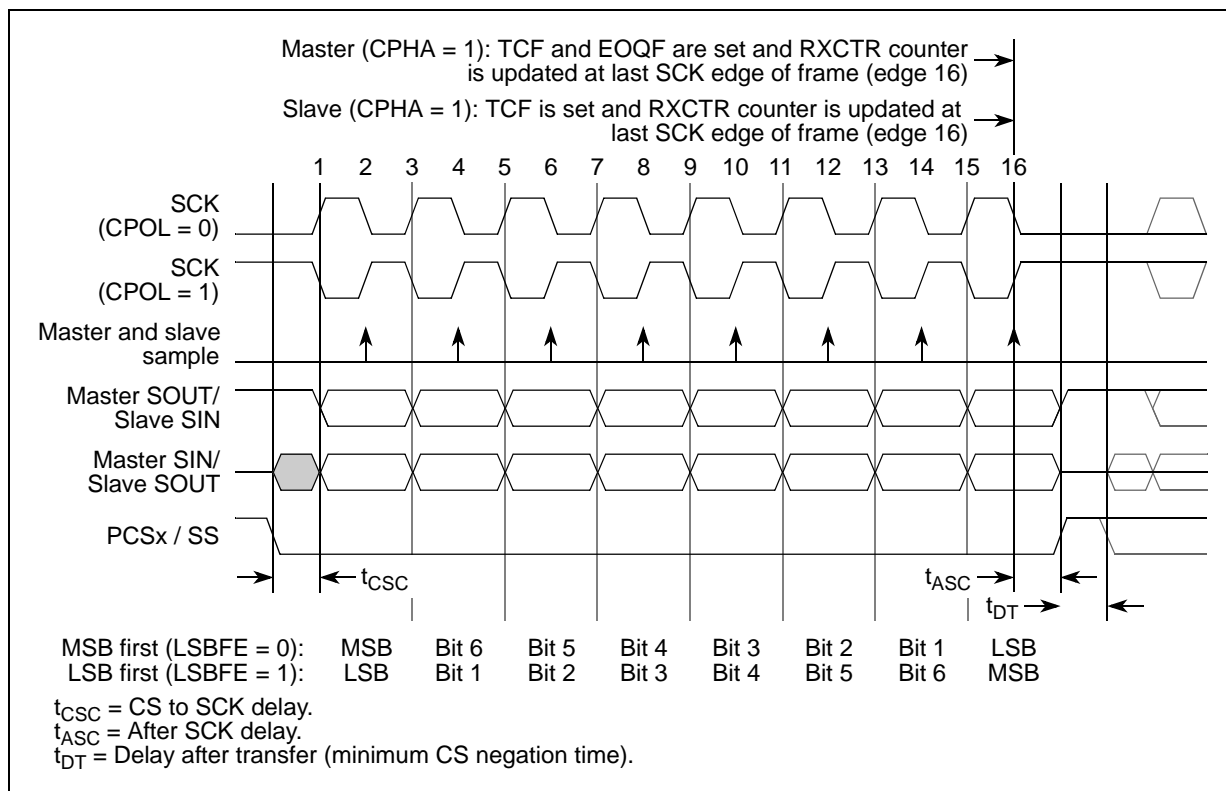 Master (CPHA = 1): TCF and EOQF are set and RXCTR counter
is updated at last SCK edge of frame (edge 16)
Slave (CPHA = 1): TCF is set and RXCTR counter is updated at
last SCK edge of frame (edge 16)
1 2 3 4 5 6 7 8 9 10 11 12 13 14 15 16
SCK
(CPOL = 0)
SCK
(CPOL = 1)
Master and slave
sample
Master SOUT/
Slave SIN
Master SIN/
Slave SOUT
PCSx / SS
tCSC tASC
tDT
MSB first (LSBFE = 0): MSB Bit 6 Bit 5 Bit 4 Bit 3 Bit 2 Bit 1 LSB
LSB first (LSBFE = 1): LSB Bit 1 Bit 2 Bit 3 Bit 4 Bit 5 Bit 6 MSB
tCSC = CS to SCK delay.
tASC = After SCK delay.
tDT = Delay after transfer (minimum CS negation time).